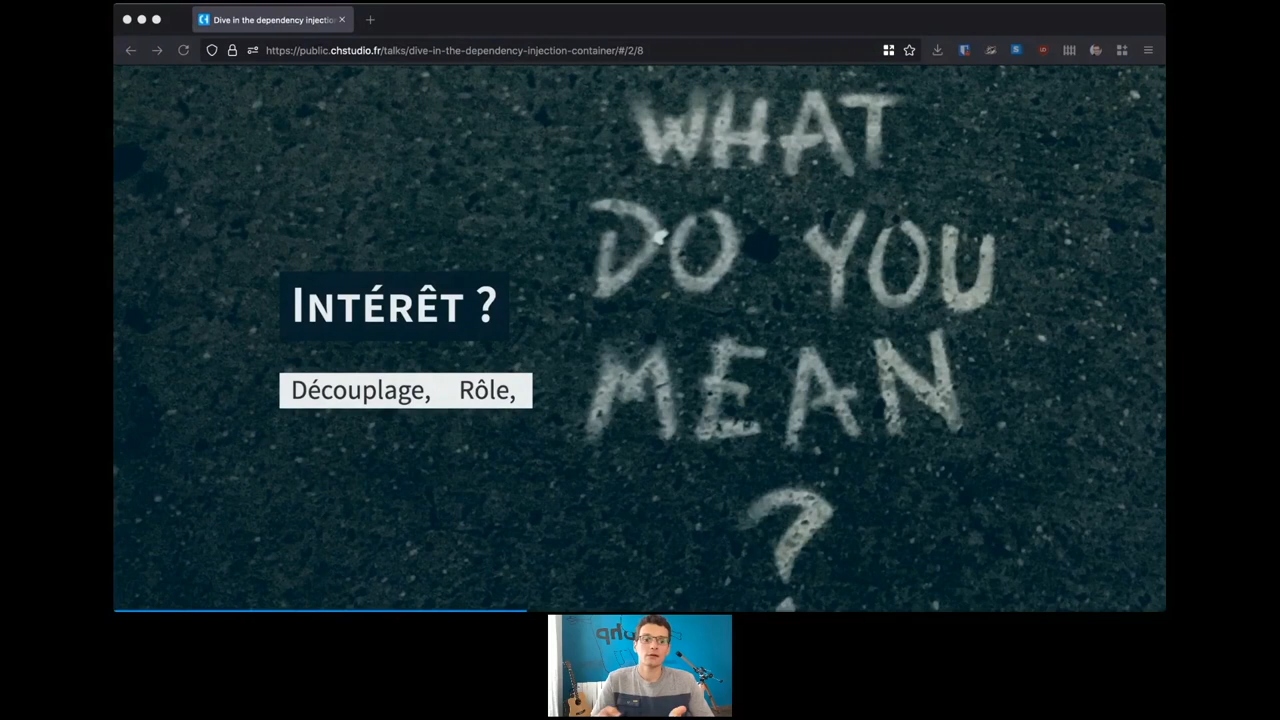 Dive in the dependency injectio
https://public.chstudio.fr/talks/dive-in-the-dependency-injection-container/#/2/8
WHAT
DO YOU
MEAN
?
Intérêt ?
Découplage, Rôle,
php